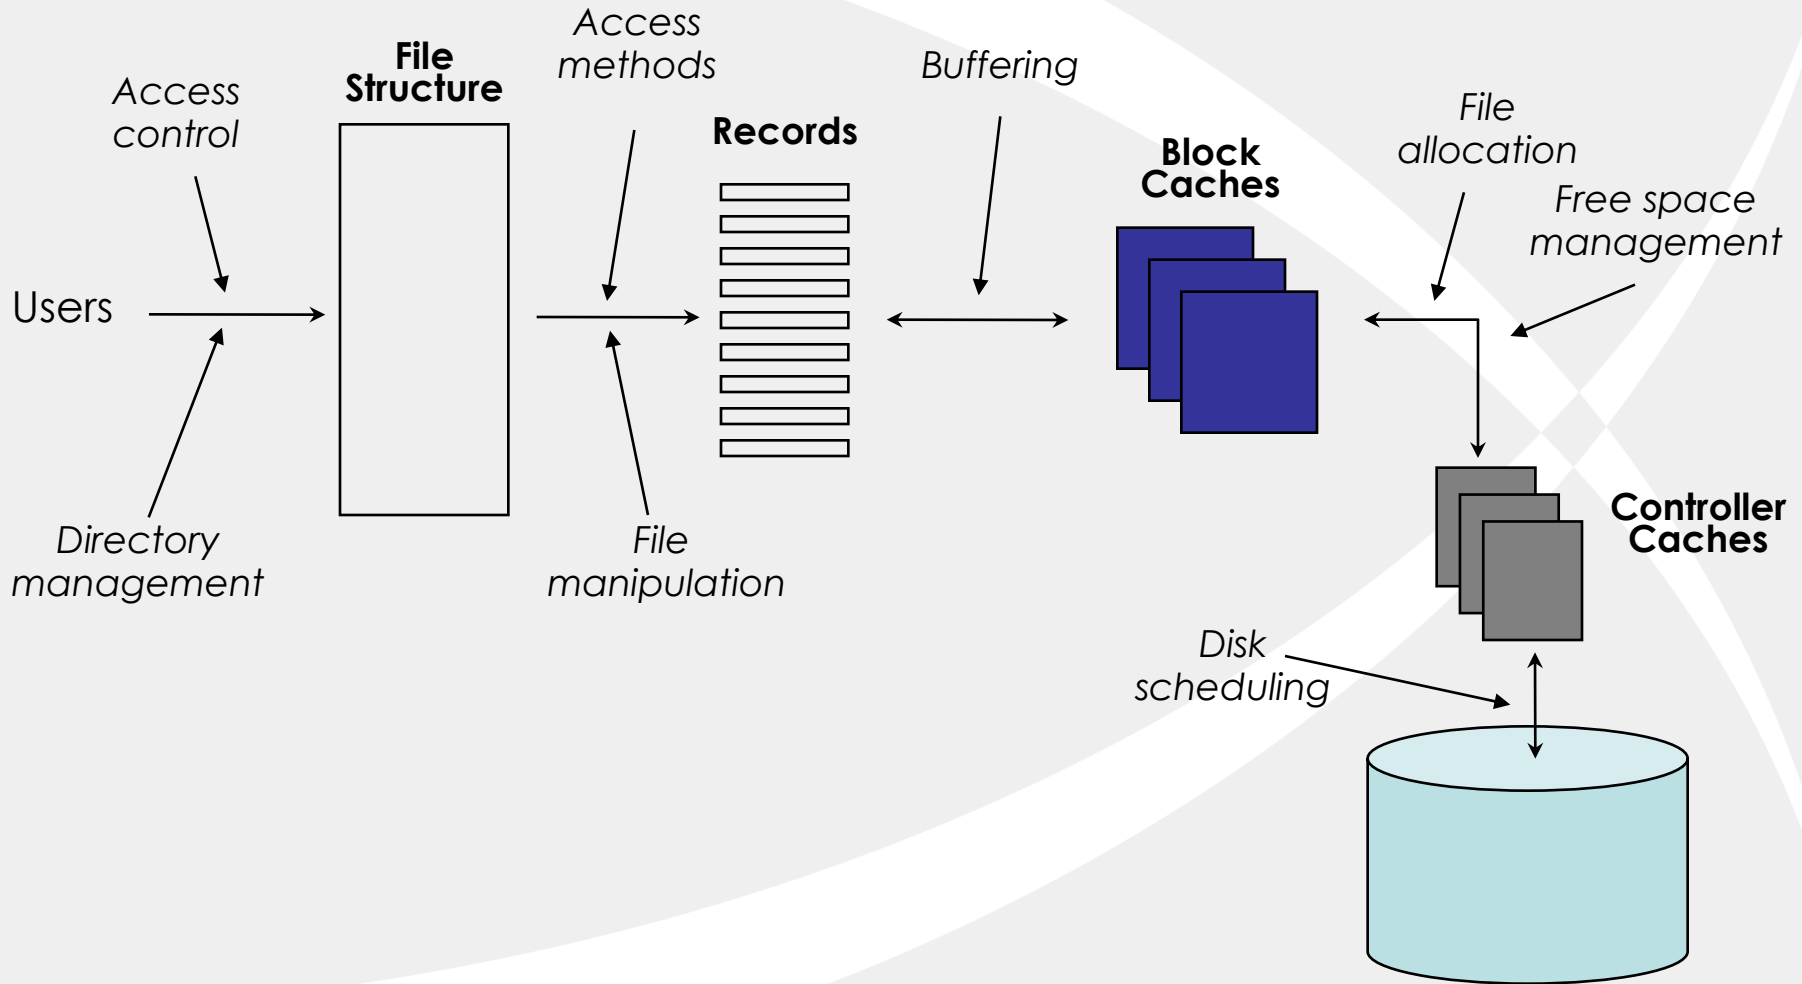 Access
control
File
Structure
Access
methods
Records
Buffering
Block
Caches
File
allocation
Free space
management
Users
Directory
management
File
manipulation
Controller
Caches
Disk
scheduling